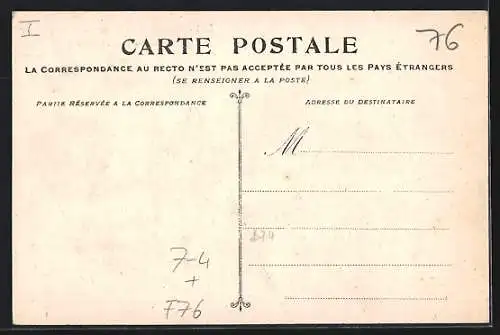 I
76
CARTE POSTALE
LA CORRESPONDANCE AU RECTO N'EST PAS ACCEPTÉE PAR TOUS LES PAYS ÉTRANGERS
(SE RENSEIGNER A LA POSTE)
PARTIE RÉSERVÉE A LA CORRESPONDANCE
ADRESSE DU DESTINATAIRE
M
7-4
+
F76